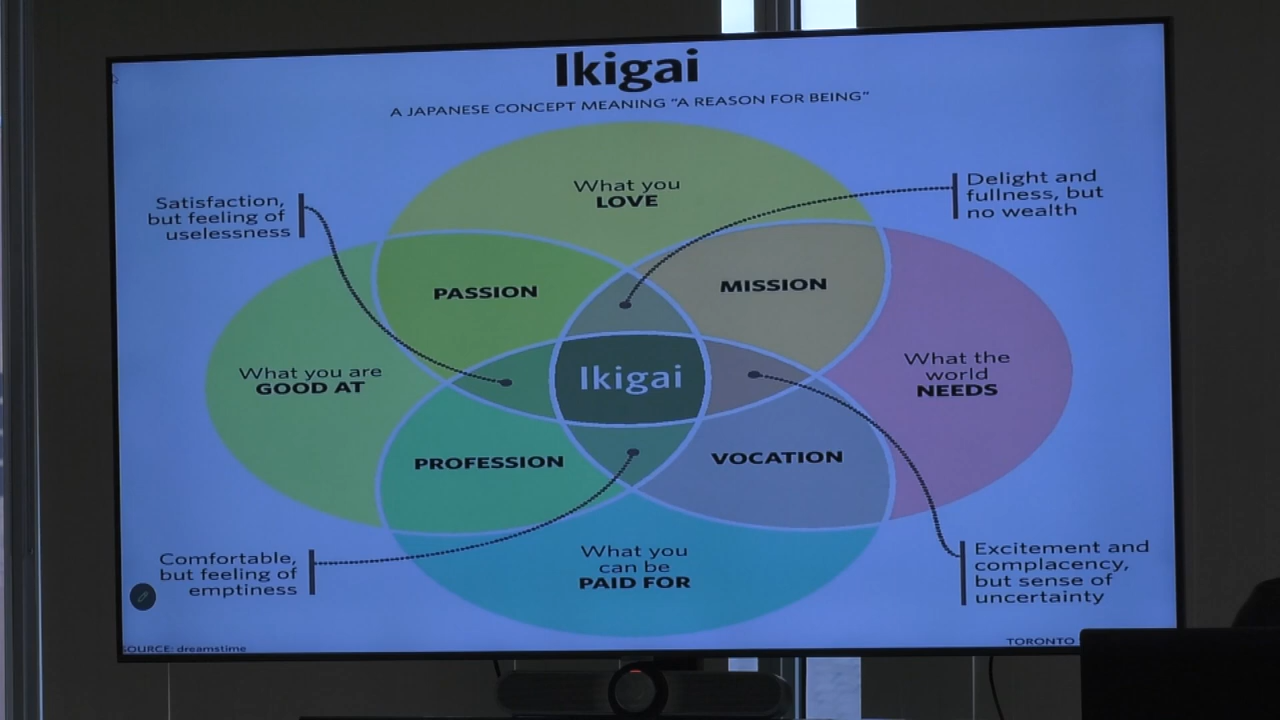 Ikigai
A JAPANESE CONCEPT MEANING "A REASON FOR BEING"
What you
LOVE
Satisfaction,
but feeling of
uselessness
Delight and
fullness, but
no wealth
PASSION
MISSION
What you are
GOOD AT
Ikigai
What the
world
NEEDS
PROFESSION
VOCATION
What you
can be
PAID FOR
Comfortable,
but feeling of
emptiness
Excitement and
complacency,
but sense of
uncertainty
OURCE: dreamstime
TORONTO